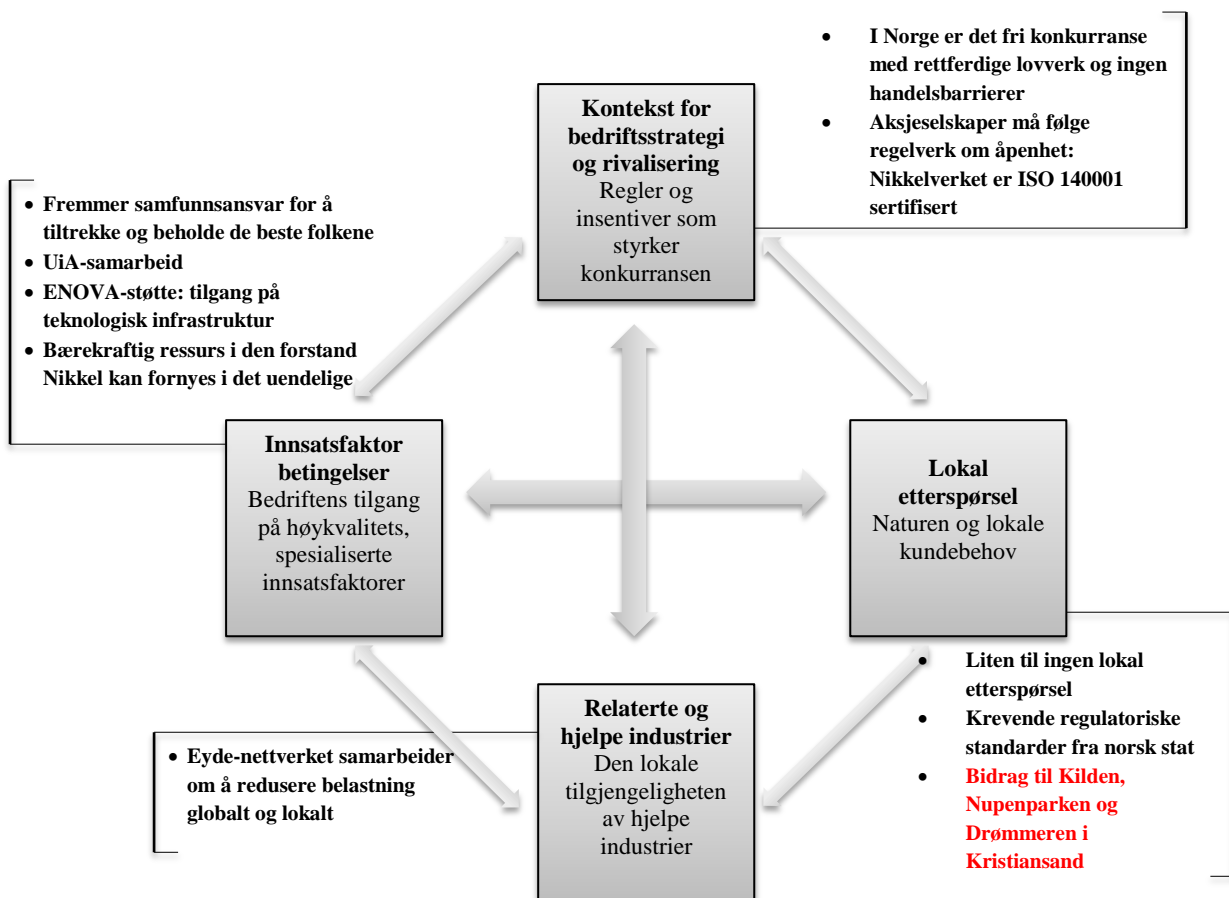 • I Norge er det fri konkurranse
med rettferdige lovverk og ingen
handelsbarrierer
• Aksjeselskaper må følge
regelverk om åpenhet:
Nikkelverket er ISO 140001
sertifisert
Kontekst for
bedriftsstrategi
og rivalisering
Regler og
insentiver som
styrker
konkurransen
• Fremmer samfunnsansvar for å
tiltrekke og beholde de beste folkene
• UiA-samarbeid
• ENOVA-støtte: tilgang på
teknologisk infrastruktur
• Bærekraftig ressurs i den forstand
Nikkel kan fornyes i det uendelige
Innsatsfaktor
betingelser
Bedriftens tilgang
på høykvalitets,
spesialiserte
innsatsfaktorer
Lokal
etterspørsel
Naturen og lokale
kundebehov
• Liten til ingen lokal
etterspørsel
• Krevende regulatoriske
standarder fra norsk stat
• Bidrag til Kilden,
Nupenparken og
Drømmeren i
Kristiansand
Relaterte og
hjelpe industrier
Den lokale
tilgjengeligheten
av hjelpe
industrier
• Eyde-nettverket samarbeider
om å redusere belastning
globalt og lokalt